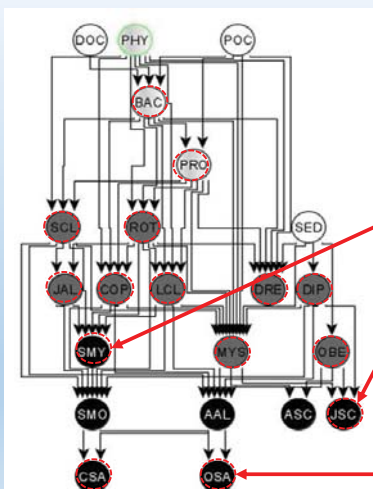 DOC PHY POC
BAC
PRO
SCL ROT SED
JAL COP LCL DRE DIP
SMY MYS OBE
SMO AAL ASC JSC
CSA OSA